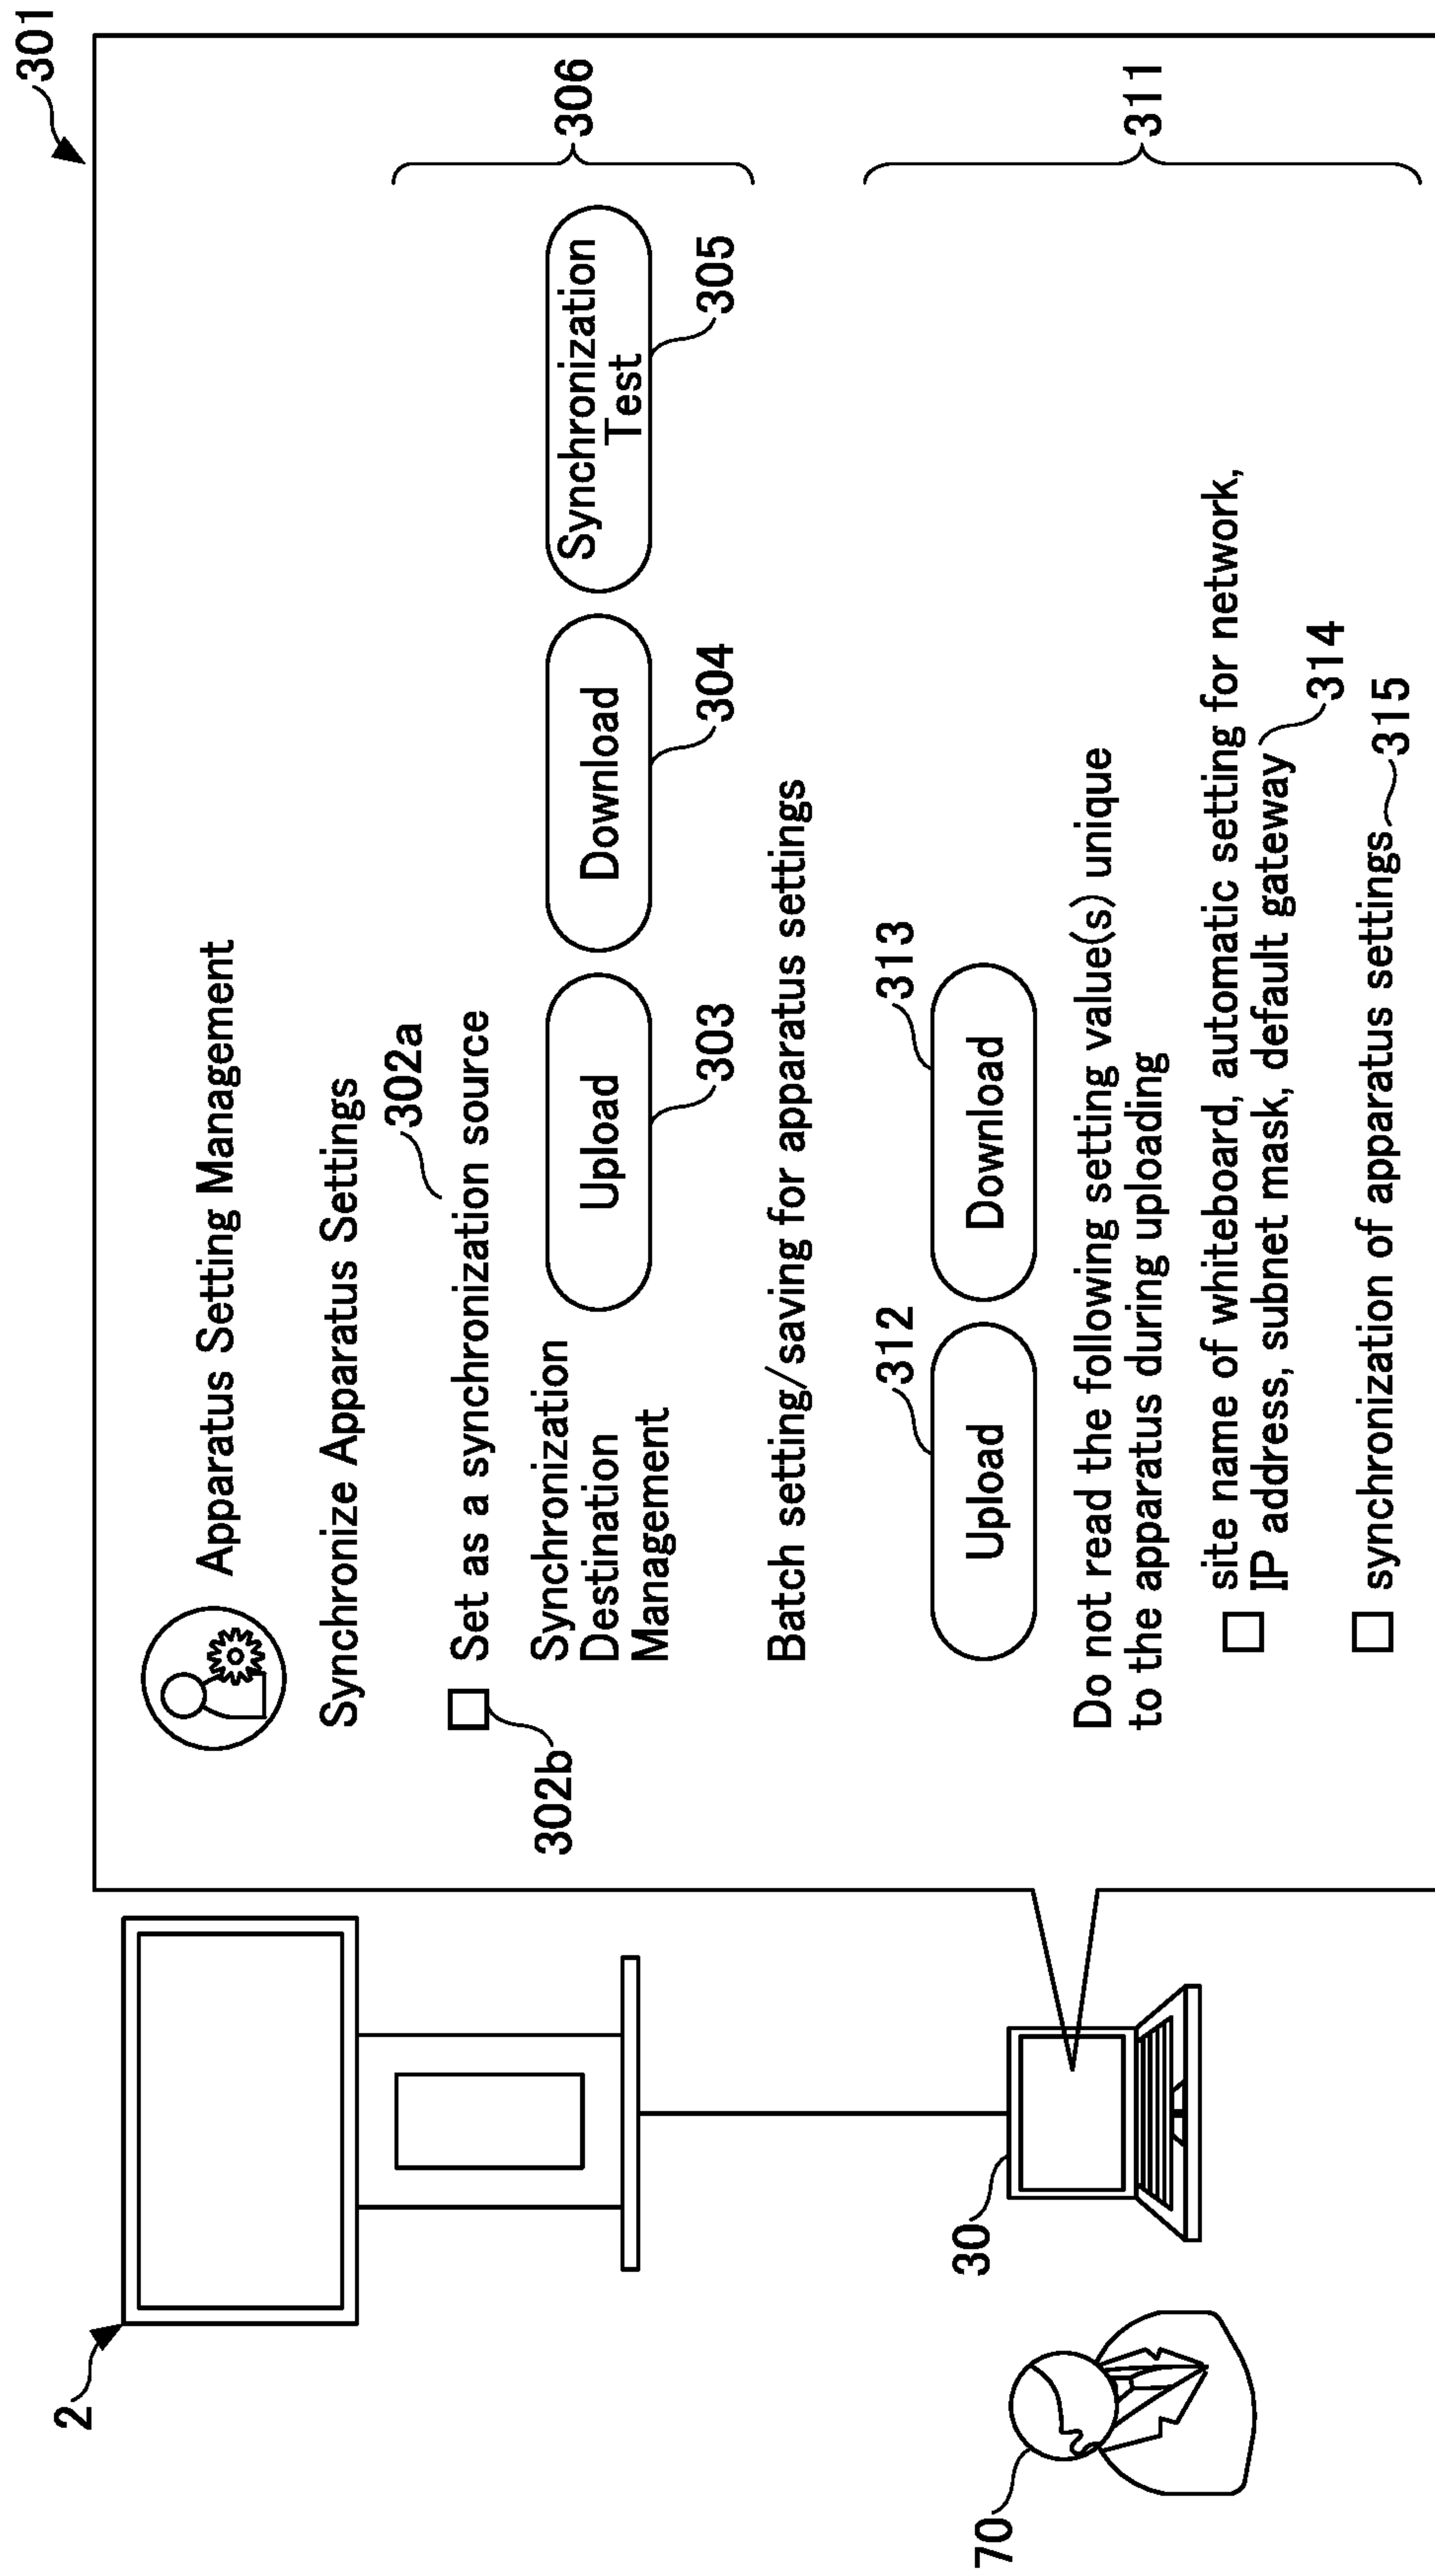 301
Apparatus Setting Management
Synchronize Apparatus Settings
302a
Set as a synchronization source
302b
306
Synchronization
Destination
Management
Upload
Download
Synchronization
Test
303
304
305
Batch setting/saving for apparatus settings
311
312
313
Upload
Download
Do not read the following setting value(s) unique
to the apparatus during uploading
site name of whiteboard, automatic setting for network,
IP address, subnet mask, default gateway
314
synchronization of apparatus settings
315
2
30
70